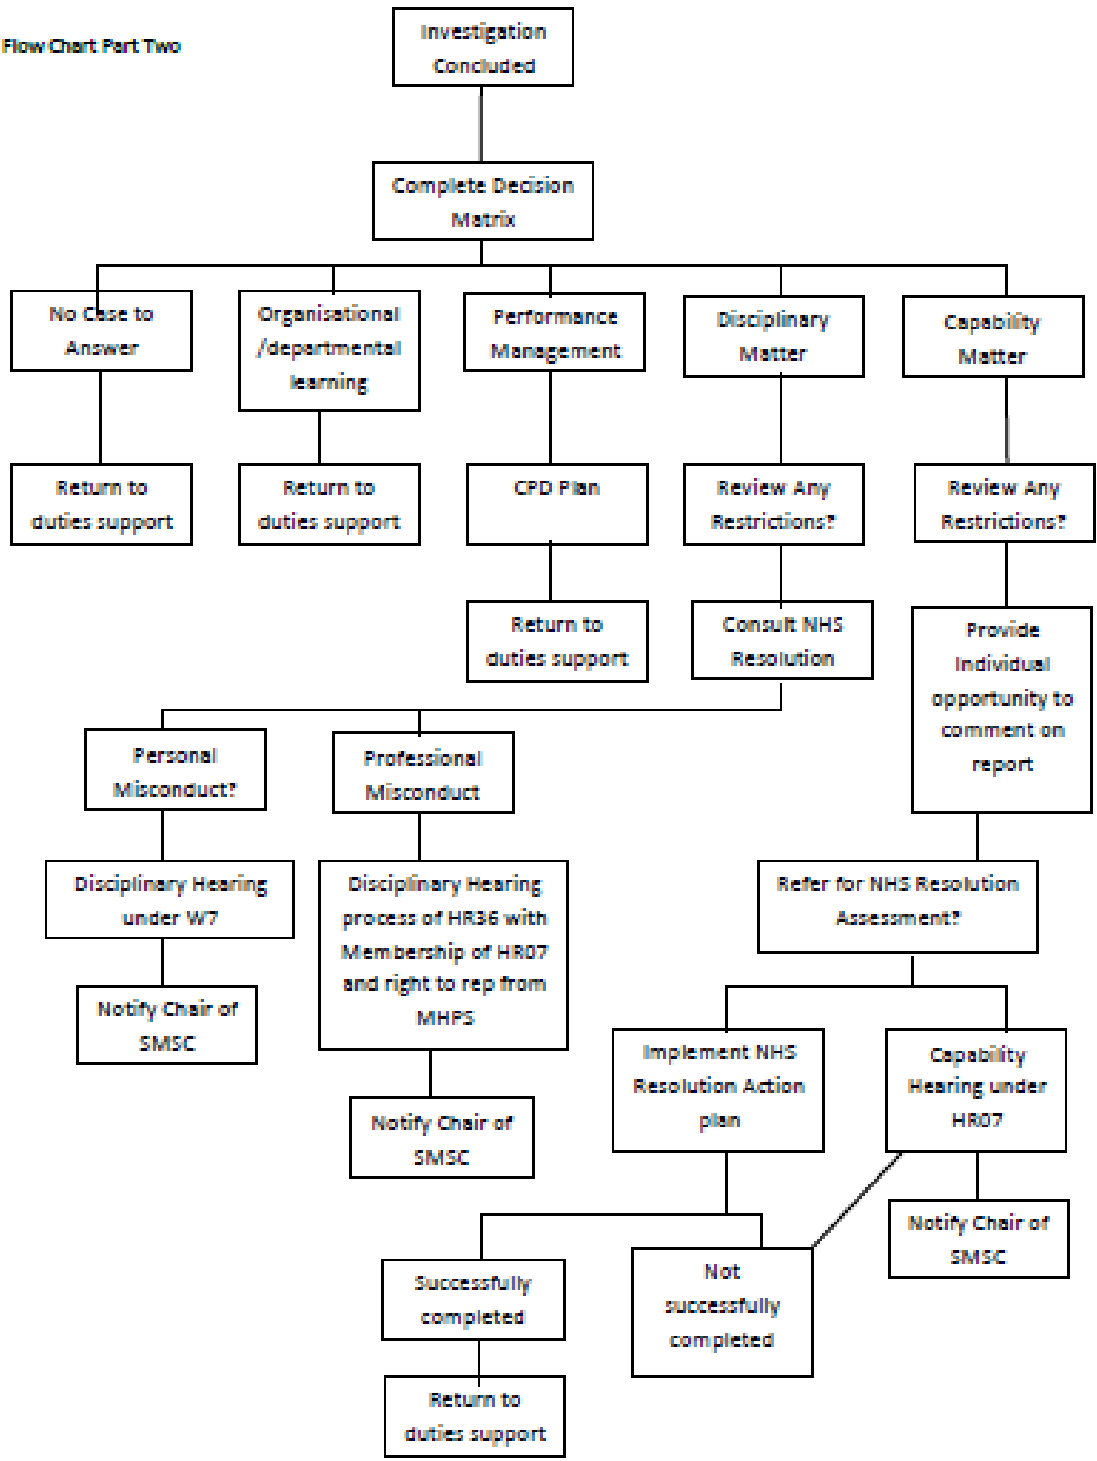 Flow Chart Part Two
Investigation
Concluded
Complete Decision
Matrix
No Case to
Answer
Organisational
/departmental
learning
Performance
Management
Disciplinary
Matter
Capability
Matter
Return to
duties support
Return to
duties support
CPD Plan
Review Any
Restrictions?
Review Any
Restrictions?
Return to
duties support
Consult NHS
Resolution
Provide
Individual
opportunity to
comment on
report
Personal
Misconduct?
Professional
Misconduct
Disciplinary Hearing
under W7
Disciplinary Hearing
process of HR36 with
Membership of HR07
and right to rep from
MHPS
Refer for NHS Resolution
Assessment?
Notify Chair of
SMSC
Notify Chair of
SMSC
Implement NHS
Resolution Action
plan
Capability
Hearing under
HR07
Notify Chair of
SMSC
Successfully
completed
Not
successfully
completed
Return to
duties support